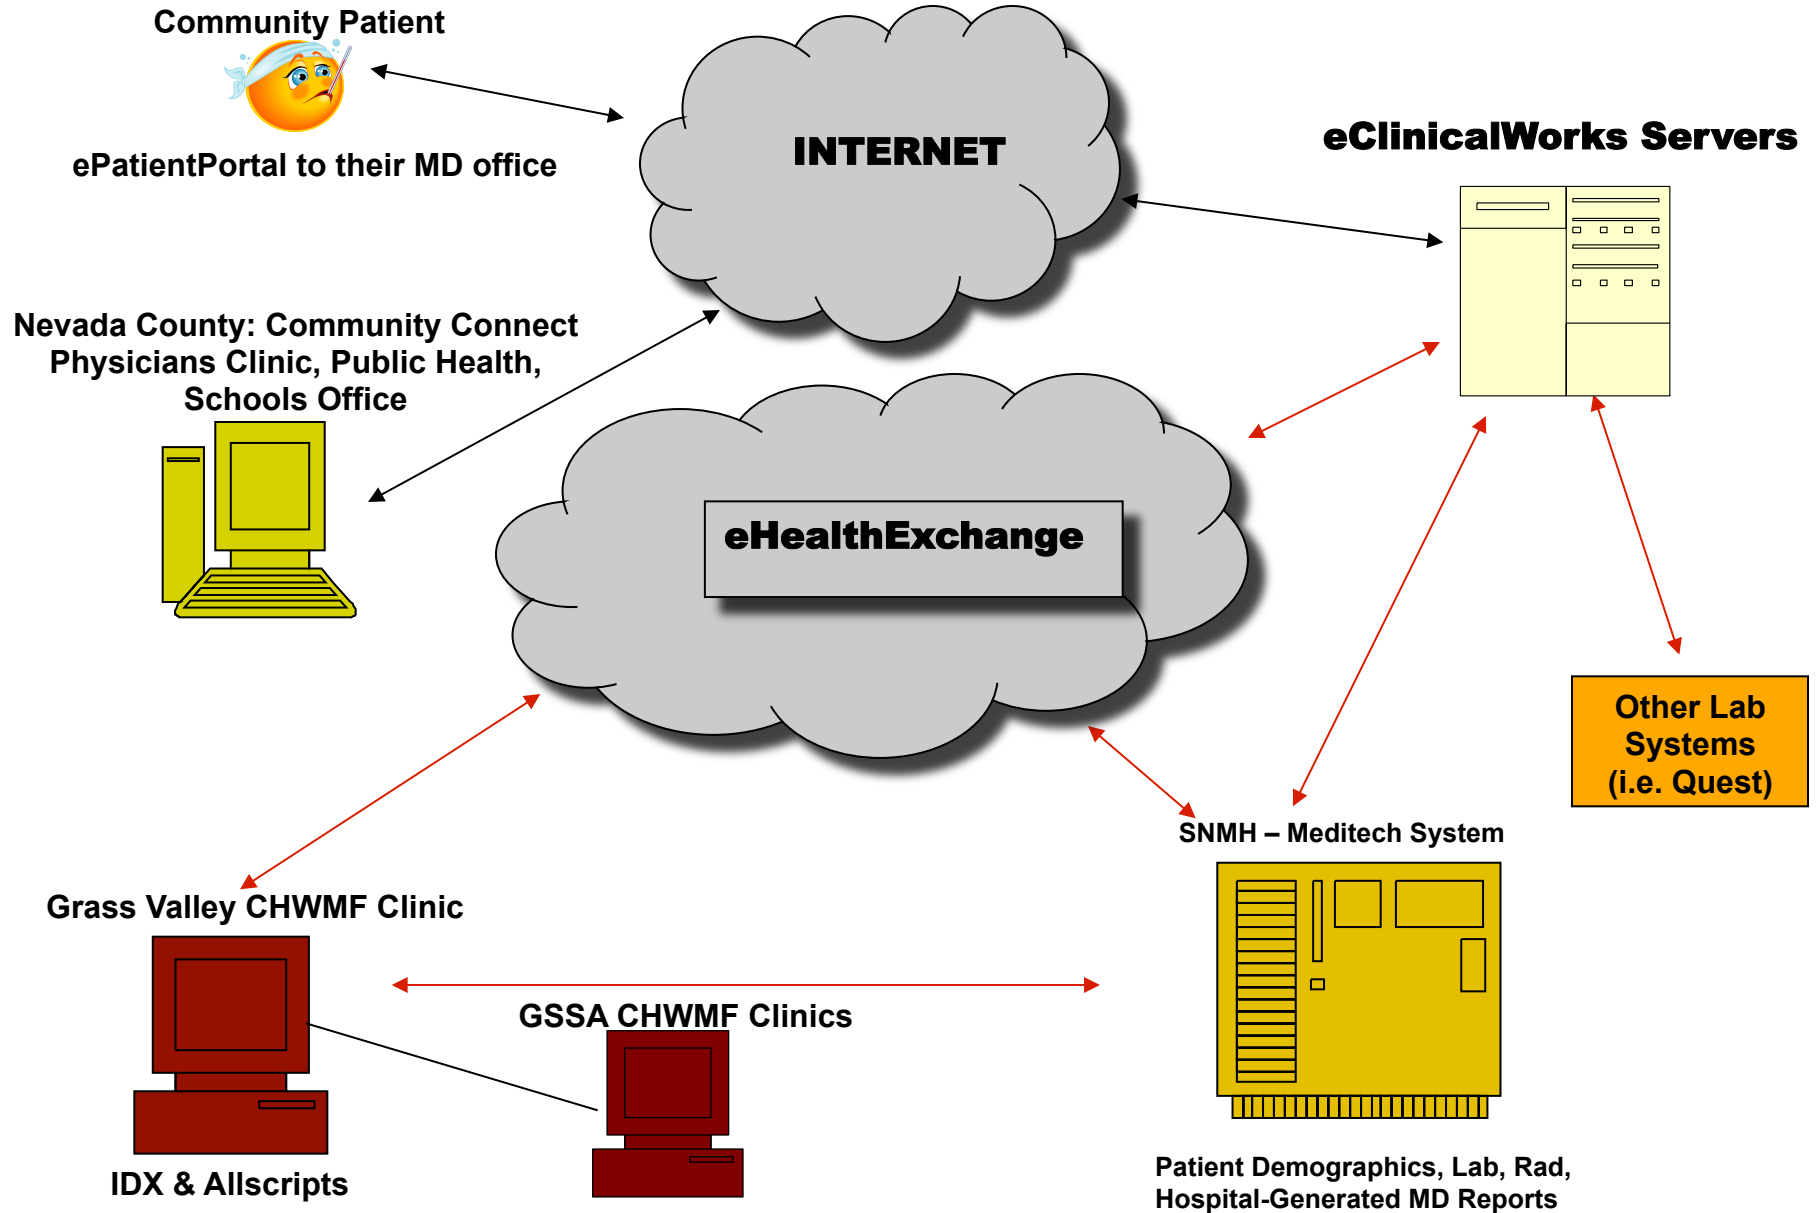 Community Patient
ePatientPortal to their MD office
INTERNET
eClinicalWorks Servers
Nevada County: Community Connect
Physicians Clinic, Public Health,
Schools Office
eHealthExchange
Other Lab
Systems
(i.e. Quest)
SNMH – Meditech System
Grass Valley CHWMF Clinic
GSSA CHWMF Clinics
IDX & Allscripts
Patient Demographics, Lab, Rad,
Hospital-Generated MD Reports